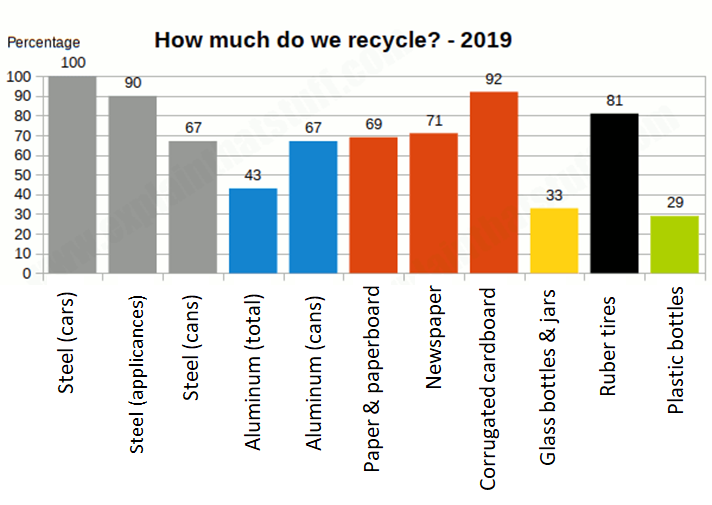 How much do we recycle? - 2019
Percentage
100
90
80
70
60
50
40
30
20
10
0
100
90
67
43
67
69
71
92
33
81
29
Steel (cars)
Steel (applicances)
Steel (cans)
Aluminum (total)
Aluminum (cans)
Paper & paperboard
Newspaper
Corrugated cardboard
Glass bottles & jars
Ruber tires
Plastic bottles